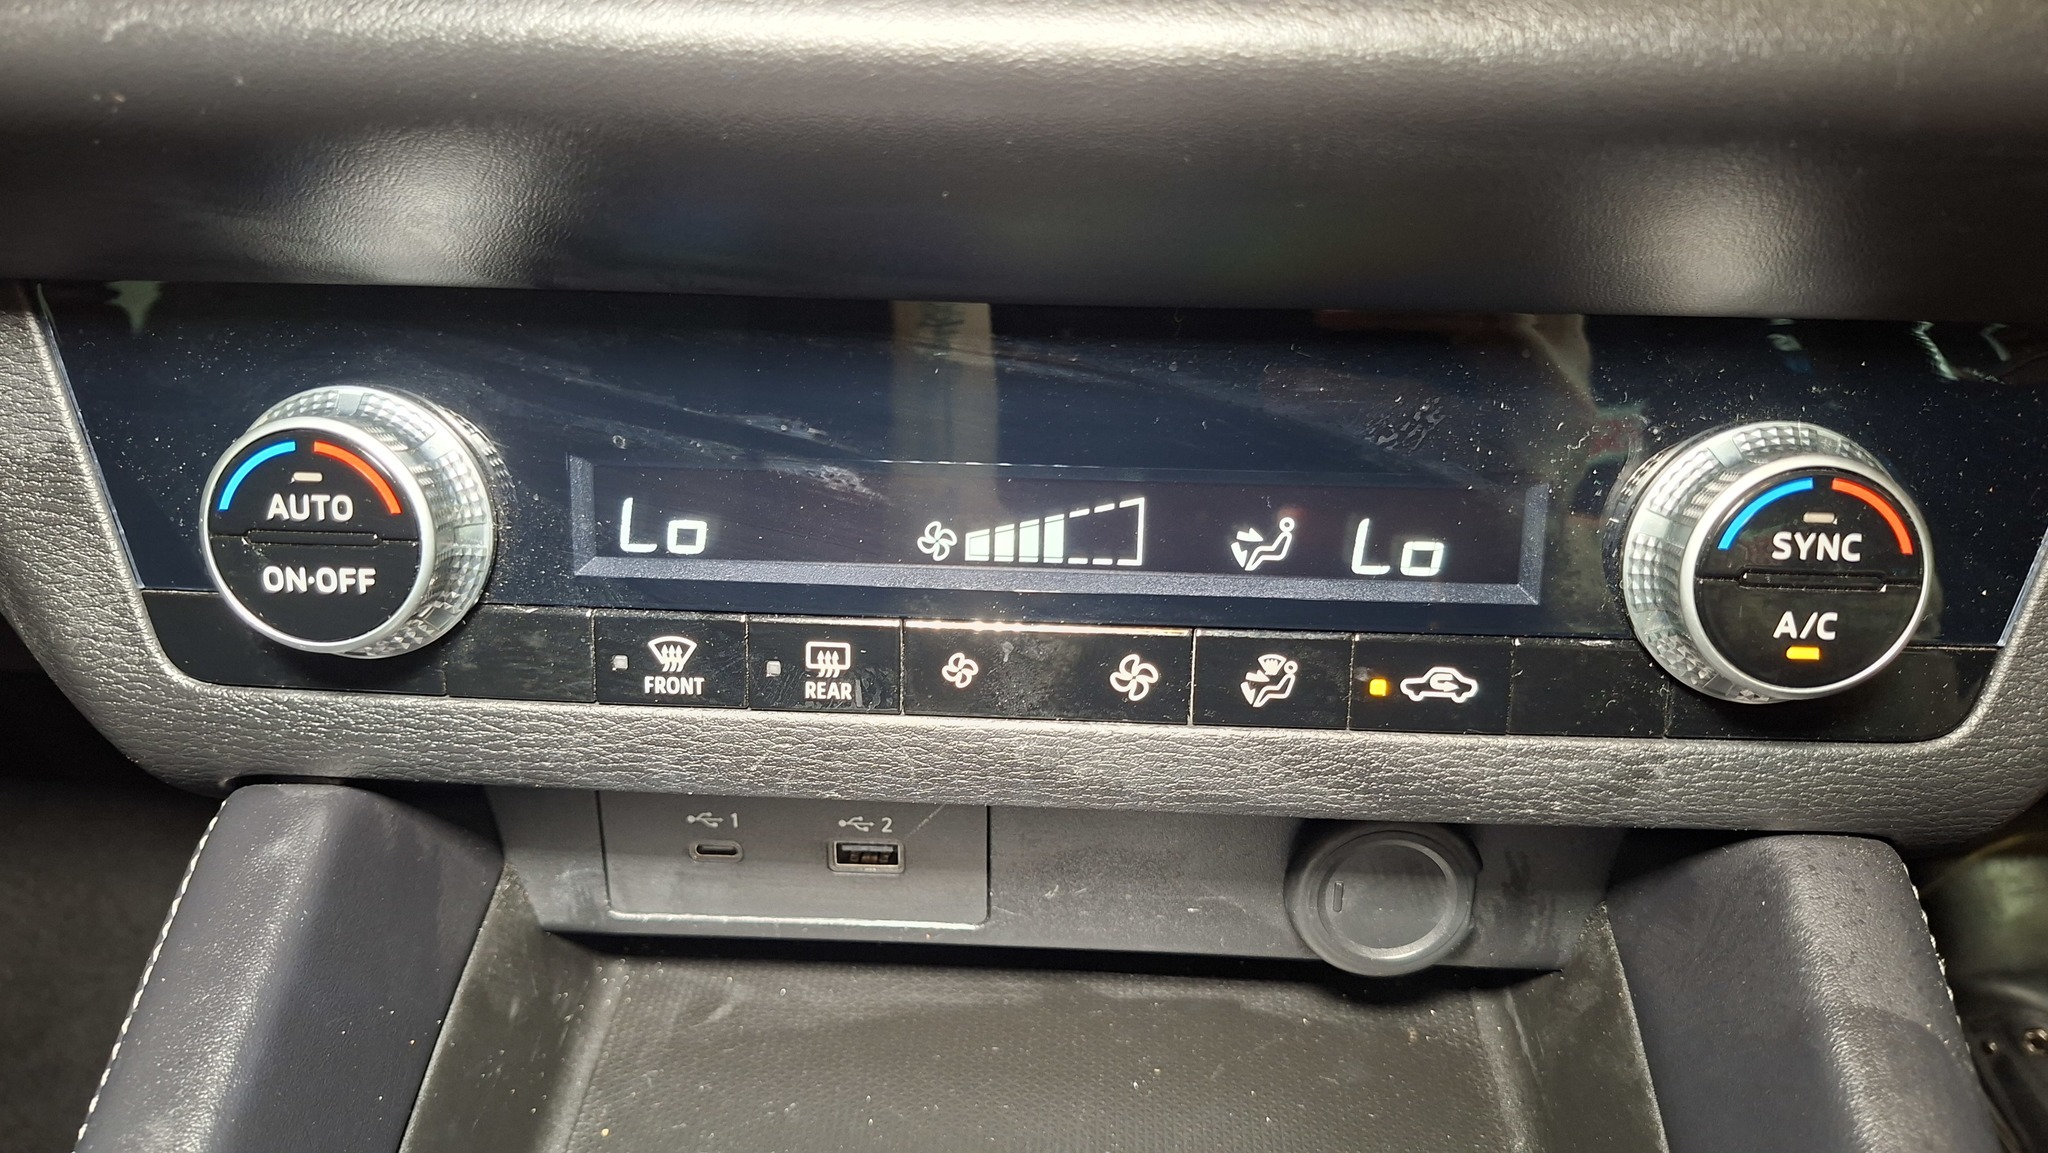 AUTO
ON·OFF
Lo
Lo
SYNC
A/C
FRONT
REAR
1
2